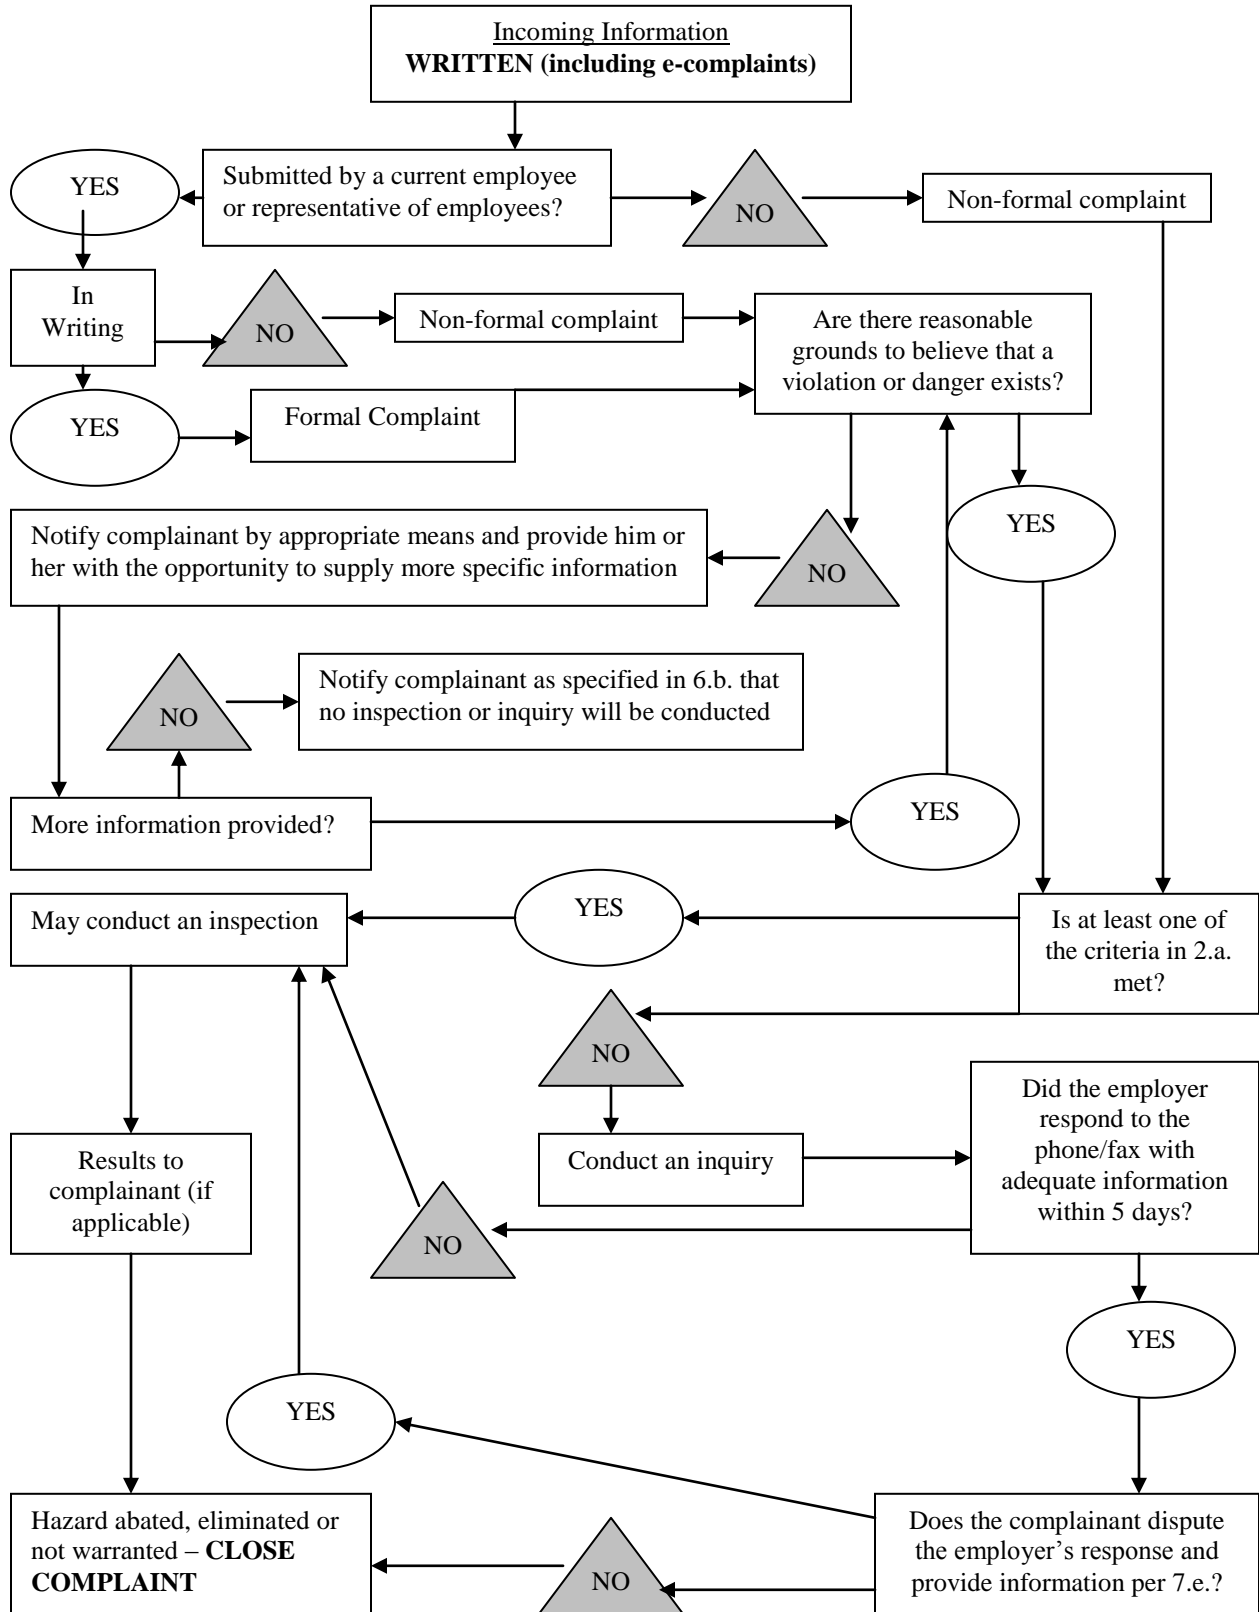 Incoming Information
WRITTEN (including e-complaints)
YES
Submitted by a current employee
or representative of employees?
NO
Non-formal complaint
In
Writing
NO
Non-formal complaint
Are there reasonable
grounds to believe that a
violation or danger exists?
YES
Formal Complaint
YES
Notify complainant by appropriate means and provide him or
her with the opportunity to supply more specific information
NO
NO
Notify complainant as specified in 6.b. that
no inspection or inquiry will be conducted
More information provided?
YES
May conduct an inspection
YES
Is at least one of
the criteria in 2.a.
met?
NO
Conduct an inquiry
Did the employer
respond to the
phone/fax with
adequate information
within 5 days?
Results to
complainant (if
applicable)
NO
YES
YES
Hazard abated, eliminated or
not warranted – CLOSE
COMPLAINT
NO
Does the complainant dispute
the employer’s response and
provide information per 7.e.?